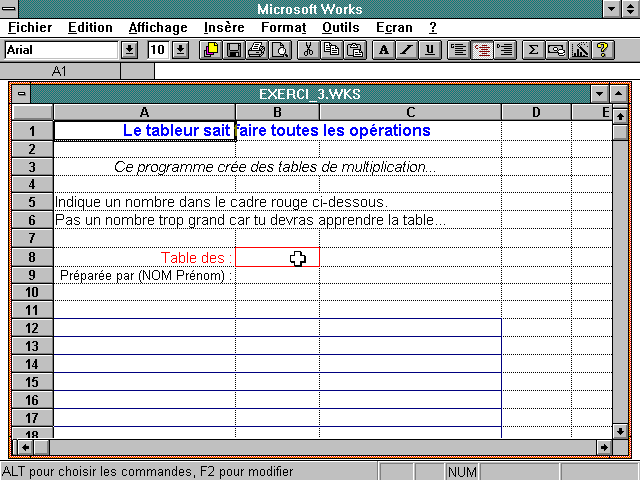 Microsoft Works
Fichier Edition Affichage Insère Format Outils Ecran ?
Arial 10 A I U Σ ?
A1
EXERCI_3.WKS
A B C D E
1 Le tableur sait faire toutes les opérations
2
3 Ce programme crée des tables de multiplication...
4
5 Indique un nombre dans le cadre rouge ci-dessous.
6 Pas un nombre trop grand car tu devras apprendre la table...
7
8 Table des :
9 Préparée par (NOM Prénom) :
10
11
12
13
14
15
16
17
18
ALT pour choisir les commandes, F2 pour modifier NUM